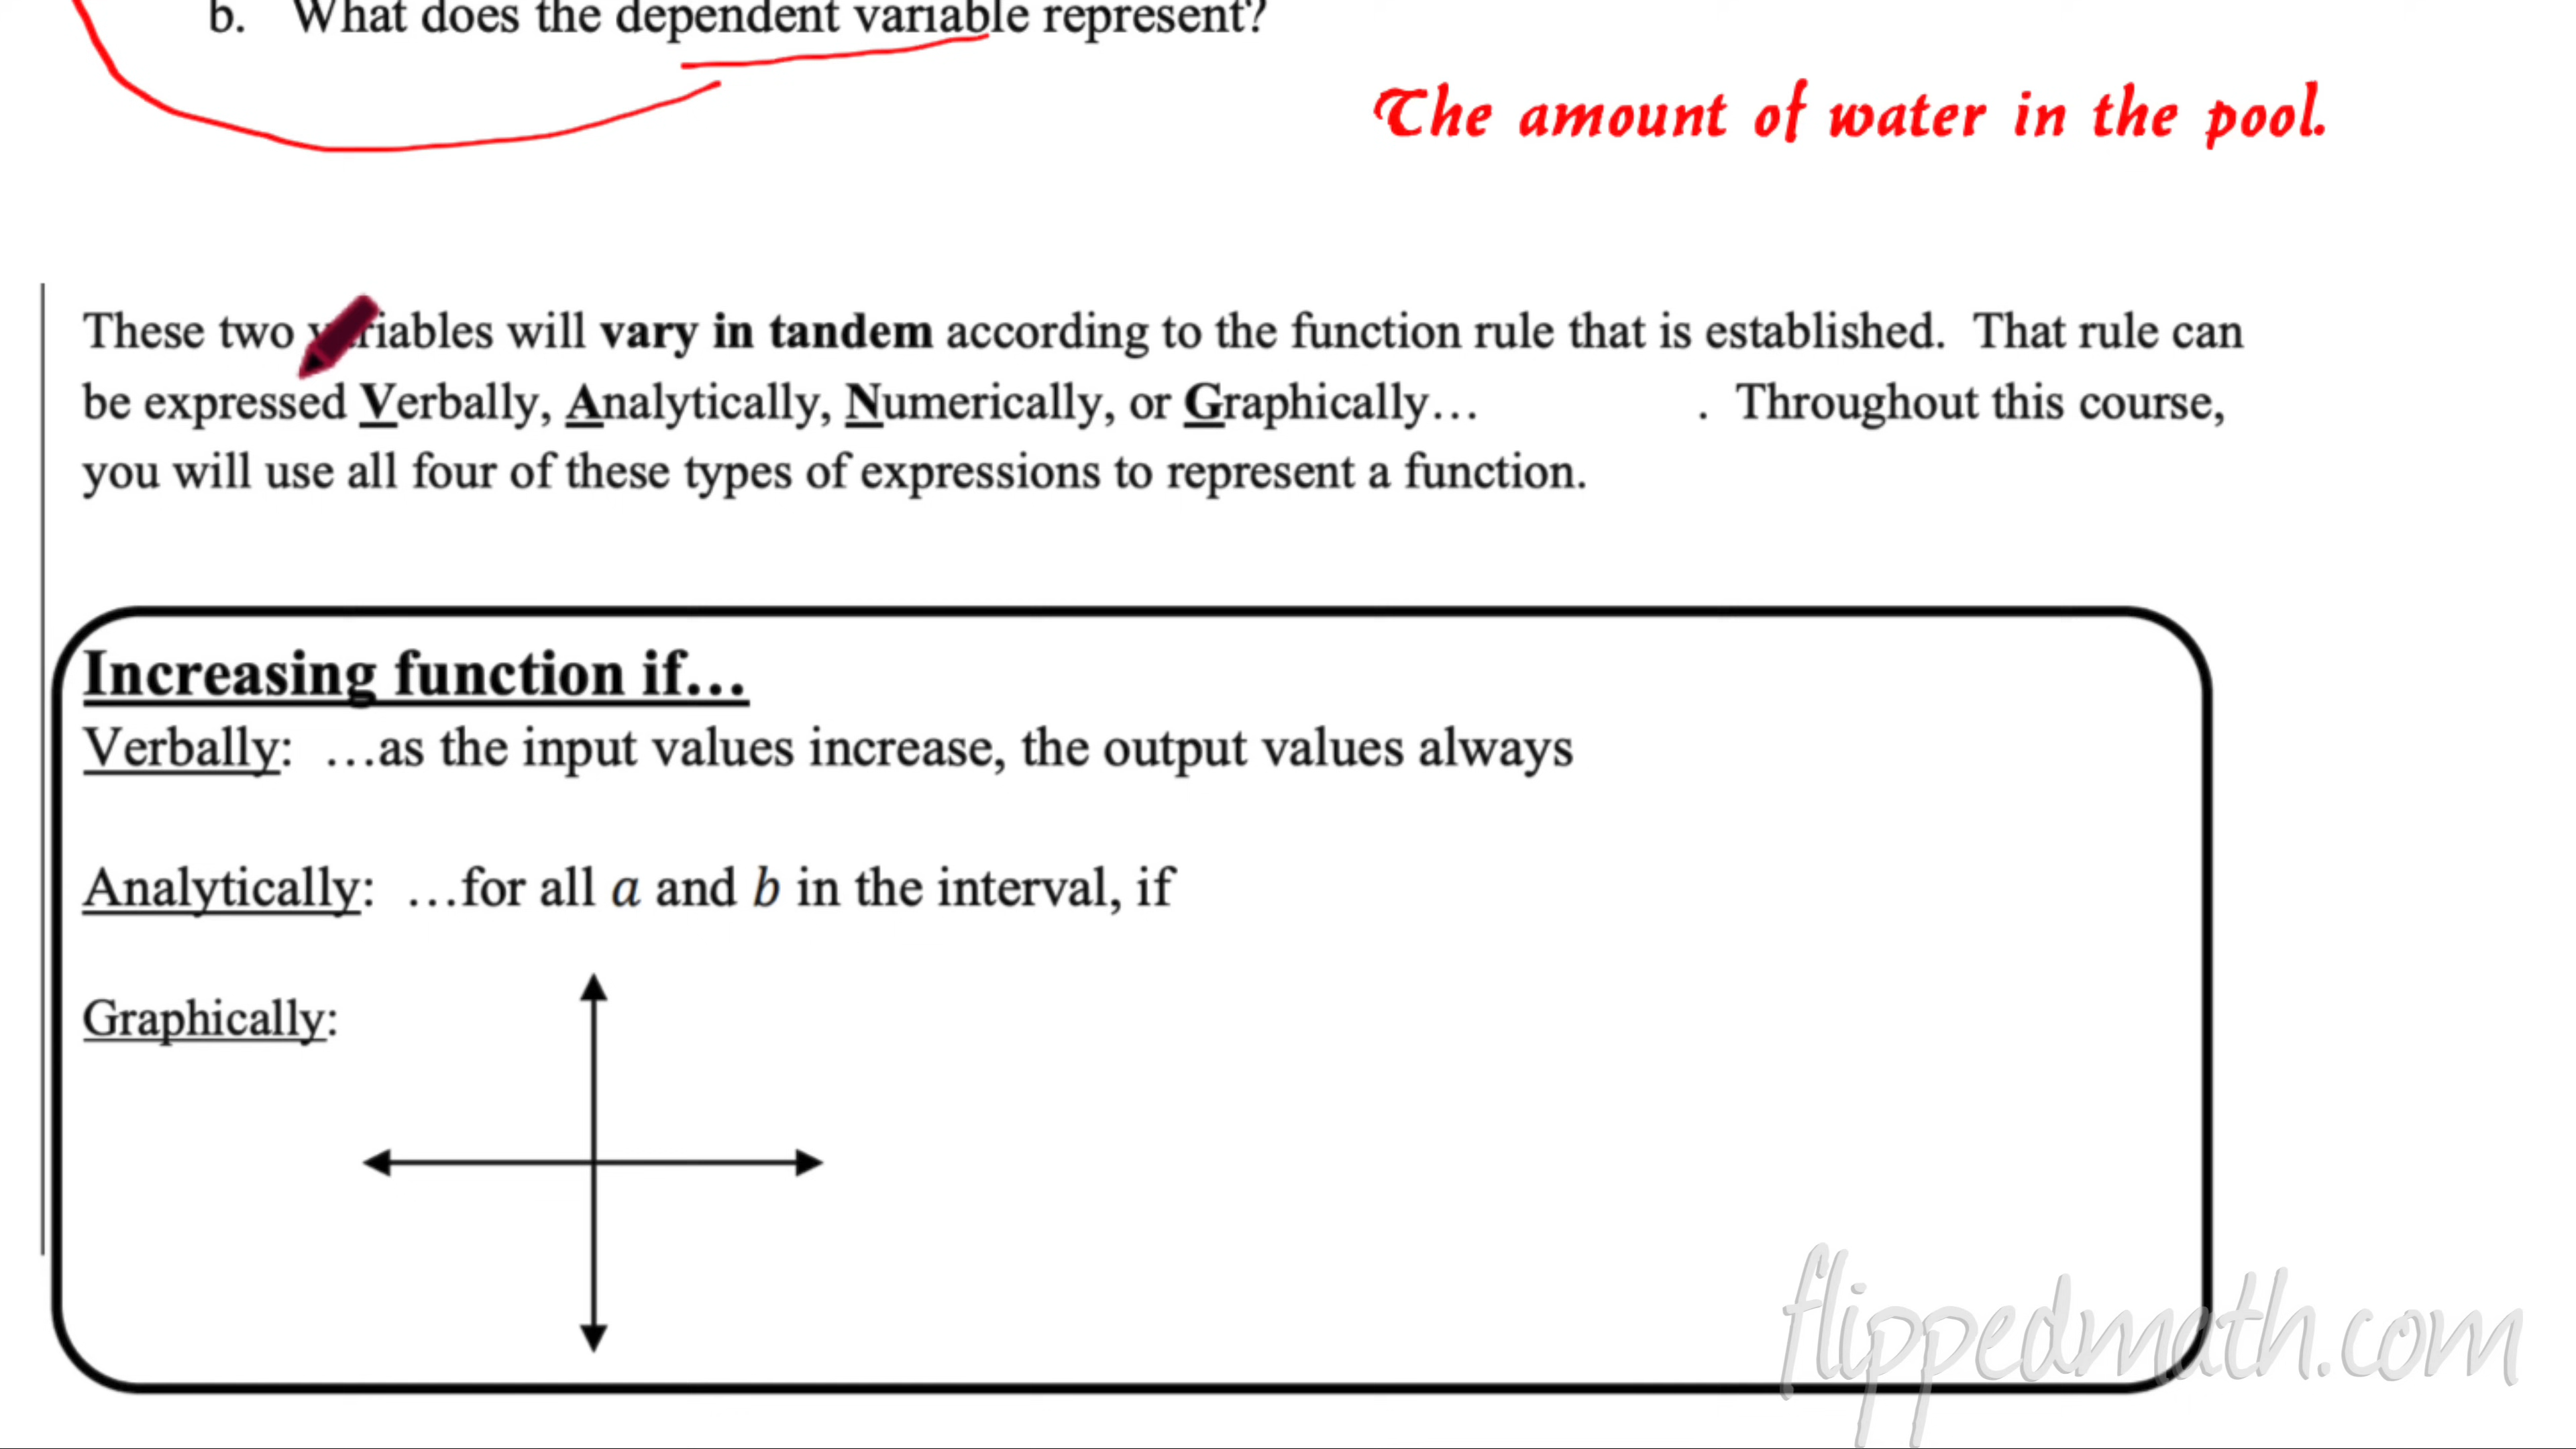 b. What does the dependent variable represent?
The amount of water in the pool.
These two variables will vary in tandem according to the function rule that is established. That rule can
be expressed Verbally, Analytically, Numerically, or Graphically… . Throughout this course,
you will use all four of these types of expressions to represent a function.
Increasing function if…
Verbally: …as the input values increase, the output values always
Analytically: …for all a and b in the interval, if
Graphically:
flippedmath.com